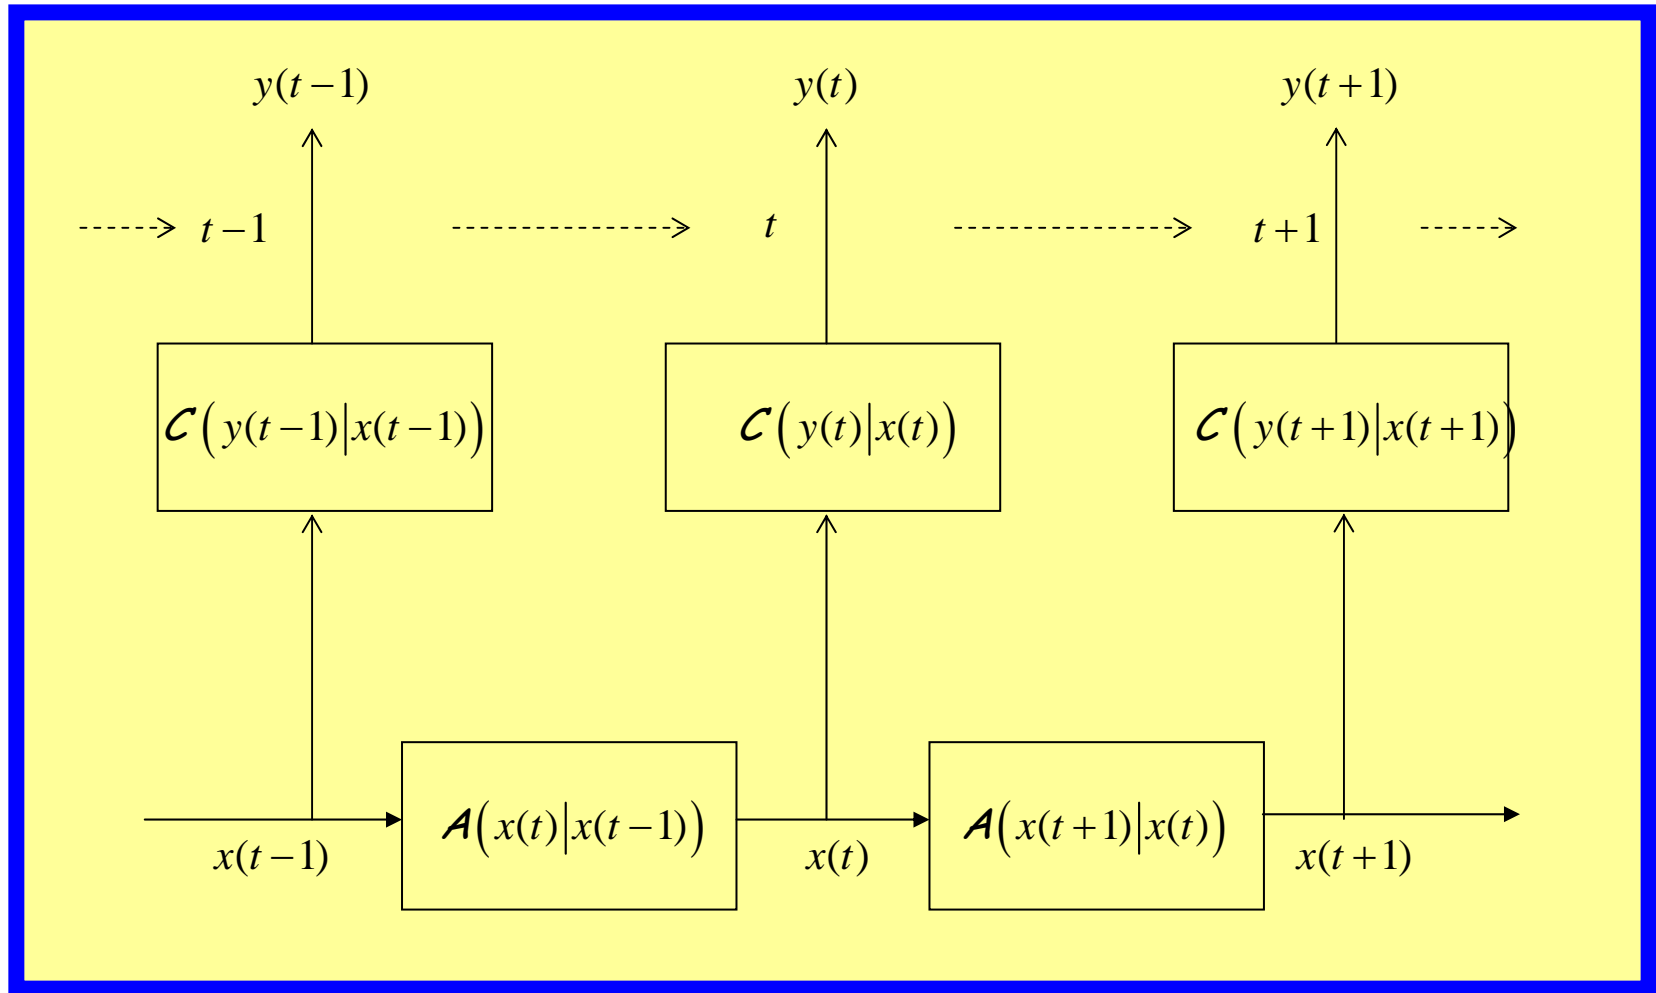 y(t−1) y(t) y(t+1)
t−1 t t+1
𝒞(y(t−1)|x(t−1)) 𝒞(y(t)|x(t)) 𝒞(y(t+1)|x(t+1))
𝒜(x(t)|x(t−1)) 𝒜(x(t+1)|x(t))
x(t−1) x(t) x(t+1)